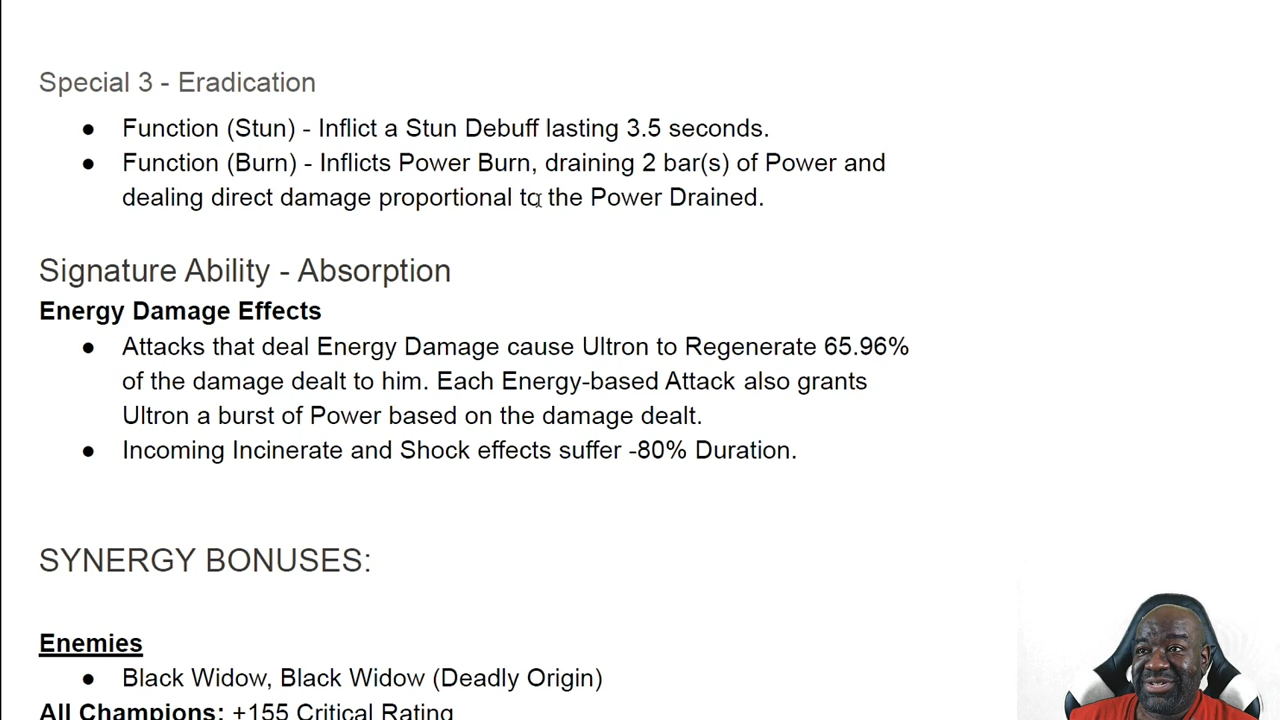 Special 3 - Eradication
● Function (Stun) - Inflict a Stun Debuff lasting 3.5 seconds.
● Function (Burn) - Inflicts Power Burn, draining 2 bar(s) of Power and
dealing direct damage proportional to the Power Drained.
Signature Ability - Absorption
Energy Damage Effects
● Attacks that deal Energy Damage cause Ultron to Regenerate 65.96%
of the damage dealt to him. Each Energy-based Attack also grants
Ultron a burst of Power based on the damage dealt.
● Incoming Incinerate and Shock effects suffer -80% Duration.
SYNERGY BONUSES:
Enemies
● Black Widow, Black Widow (Deadly Origin)
All Champions: +155 Critical Rating